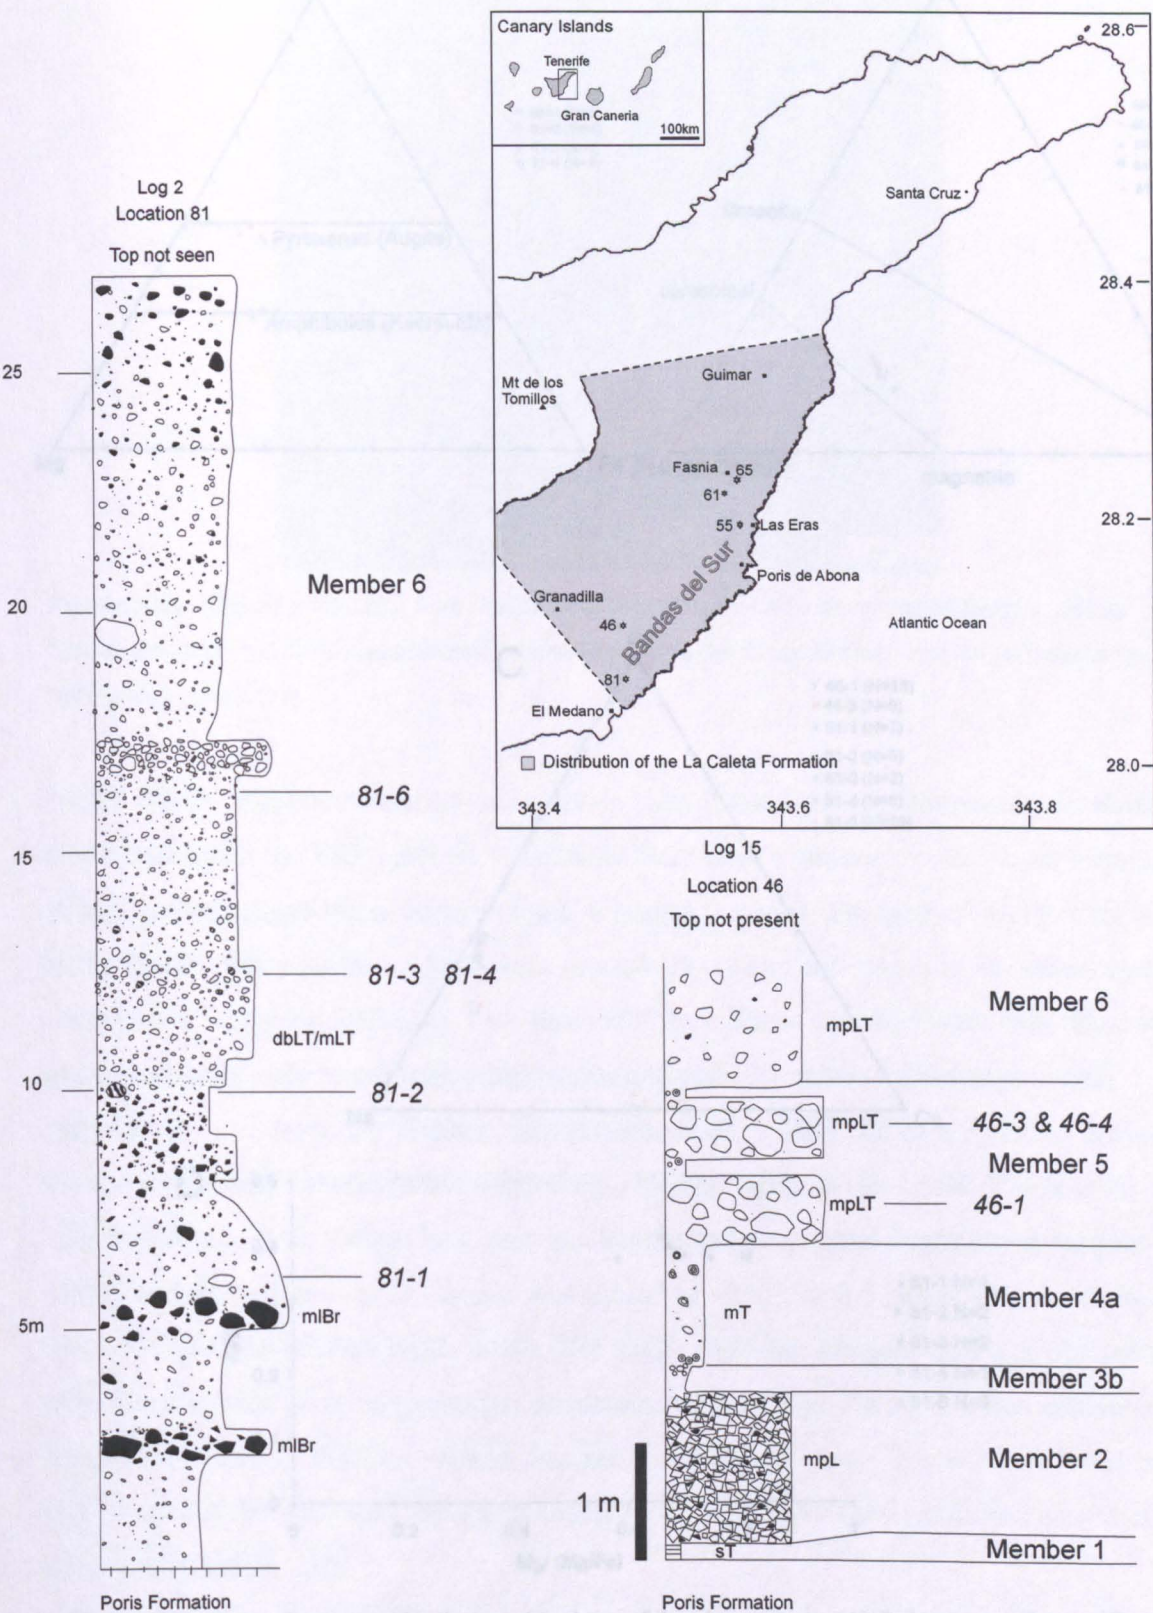 Canary Islands
Tenerife
Gran Caneria
100km
28.6
Santa Cruz
28.4
Guimar
Mt de los
Tomillos
Fasnia
65
61
55
Las Eras
28.2
Poris de Abona
Bandas del Sur
Granadilla
46
Atlantic Ocean
81
El Medano
Distribution of the La Caleta Formation
28.0
343.4
343.6
343.8
Log 2
Location 81
Top not seen
25
Member 6
20
81-6
15
81-3 81-4
dbLT/mLT
10
81-2
81-1
5m
mlBr
mlBr
Poris Formation
Log 15
Location 46
Top not present
Member 6
mpLT
mpLT
46-3 & 46-4
Member 5
mpLT
46-1
Member 4a
mT
Member 3b
mpL
Member 2
1 m
sT
Member 1
Poris Formation